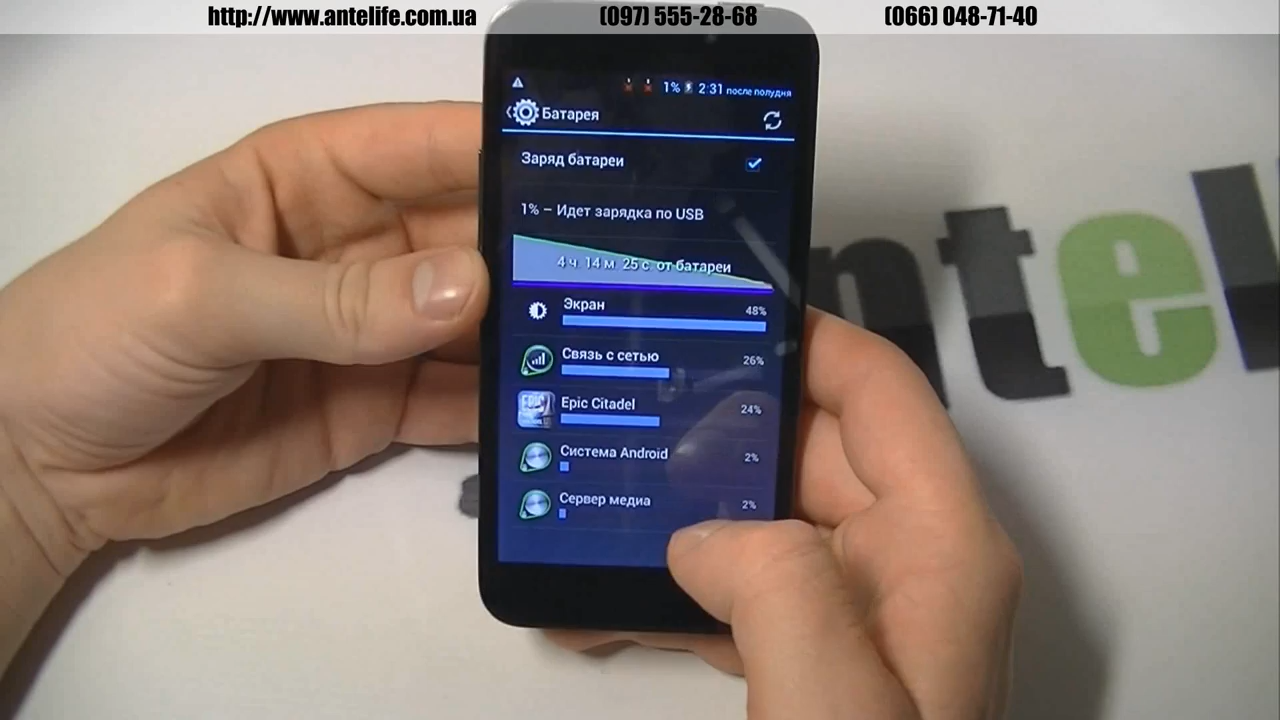 http://www.antelife.com.ua (097) 555-28-68 (066) 048-71-40
1% 2:31 после полудня
Батарея
Заряд батареи
1% – Идет зарядка по USB
4 ч. 14 м. 25 с. от батареи
Экран 48%
Связь с сетью 26%
Epic Citadel 24%
Система Android 2%
Сервер медиа 2%
antel